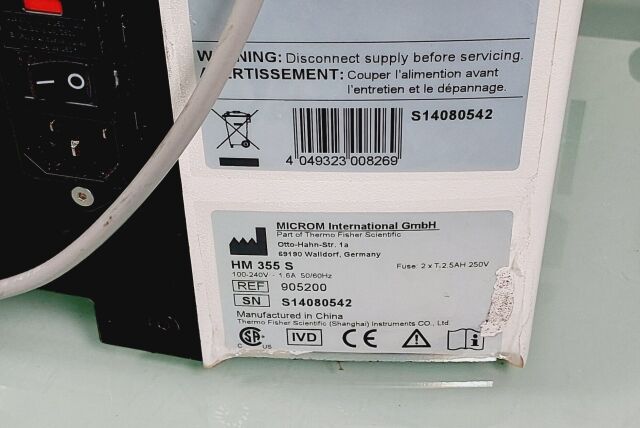 WARNING: Disconnect supply before servicing.
AVERTISSEMENT: Couper l'alimention avant
l'entretien et le dépannage.
S14080542
4 049323 008269
MICROM International GmbH
Part of Thermo Fisher Scientific
Otto-Hahn-Str. 1a
69190 Walldorf, Germany
HM 355 S
Fuse: 2 x T. 2.5AH 250V
100-240V~ 1.6A 50/60Hz
REF 905200
SN S14080542
Manufactured in China
Thermo Fisher Scientific (Shanghai) Instruments CO., Ltd.
C US
IVD CE